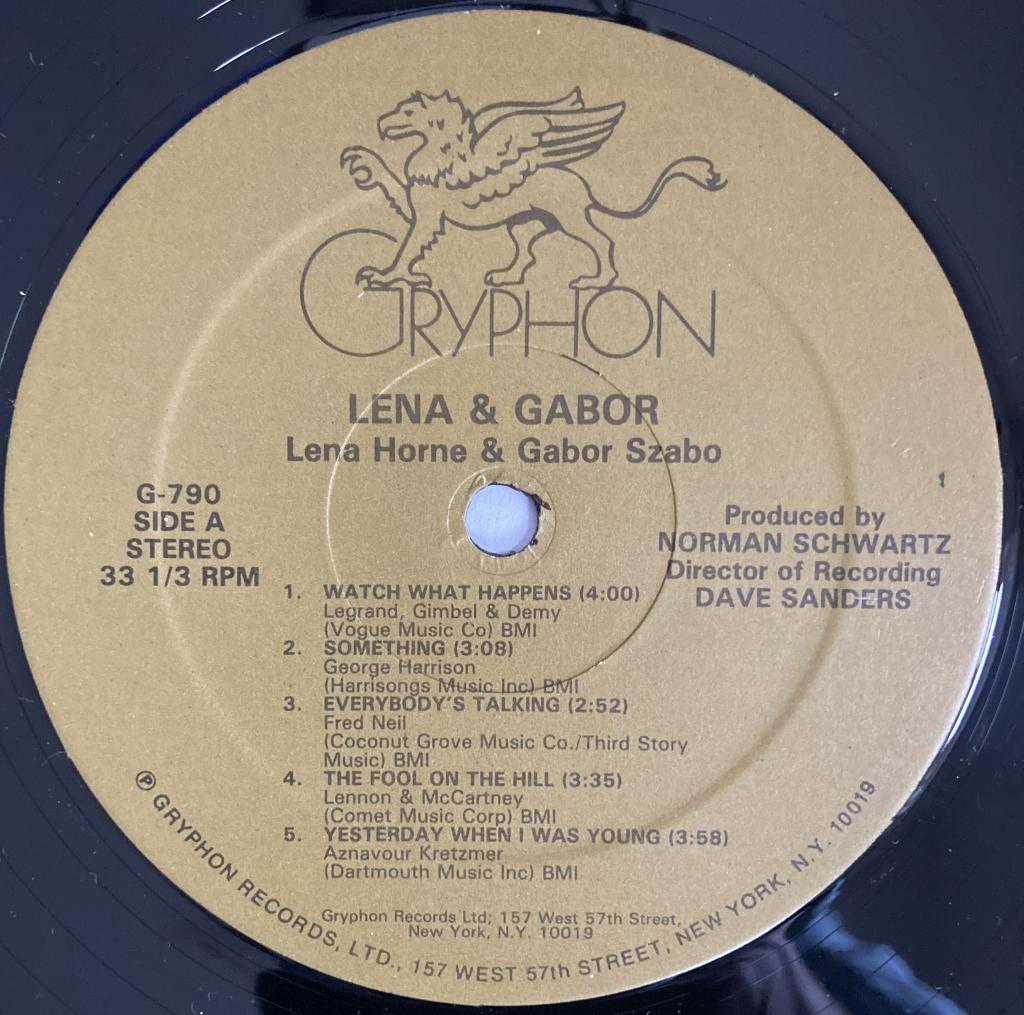 GRYPHON
LENA & GABOR
Lena Horne & Gabor Szabo
G-790
SIDE A
STEREO
33 1/3 RPM
1
Produced by
NORMAN SCHWARTZ
Director of Recording
DAVE SANDERS
1. WATCH WHAT HAPPENS (4:00)
Legrand, Gimbel & Demy
(Vogue Music Co) BMI
2. SOMETHING (3:08)
George Harrison
(Harrisongs Music Inc) BMI
3. EVERYBODY'S TALKING (2:52)
Fred Neil
(Coconut Grove Music Co./Third Story
Music) BMI
4. THE FOOL ON THE HILL (3:35)
Lennon & McCartney
(Comet Music Corp) BMI
5. YESTERDAY WHEN I WAS YOUNG (3:58)
Aznavour Kretzmer
(Dartmouth Music Inc) BMI
Gryphon Records Ltd; 157 West 57th Street,
New York, N.Y. 10019
℗ GRYPHON RECORDS, LTD., 157 WEST 57th STREET, NEW YORK, N.Y. 10019